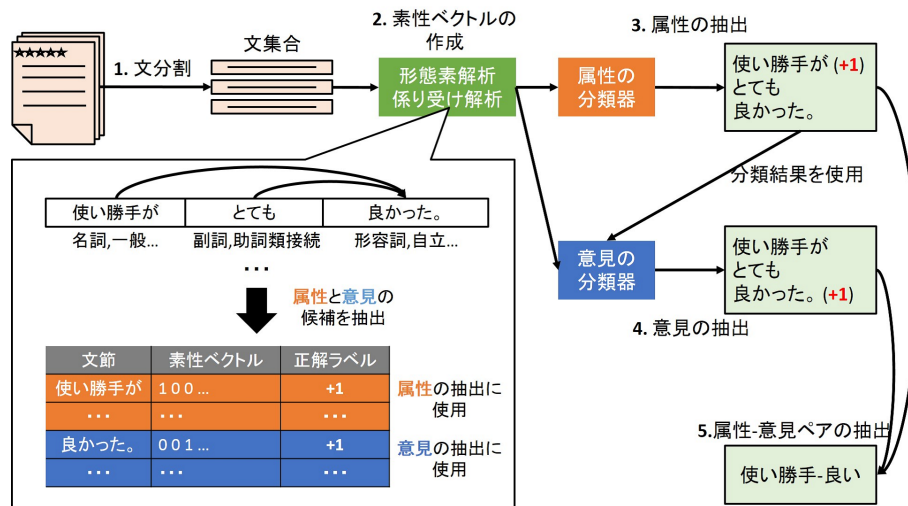 ★★★★★
1. 文分割
文集合
2. 素性ベクトルの
作成
形態素解析
係り受け解析
3. 属性の抽出
属性の
分類器
使い勝手が (+1)
とても
良かった。
分類結果を使用
意見の
分類器
使い勝手が
とても
良かった。(+1)
4. 意見の抽出
5.属性-意見ペアの抽出
使い勝手-良い
使い勝手が とても 良かった。
名詞,一般... 副詞,助詞類接続 形容詞,自立...
...
属性と意見の
候補を抽出
文節 素性ベクトル 正解ラベル
使い勝手が 1 0 0 ... +1
... ... ...
良かった。 0 0 1 ... +1
... ... ...
属性の抽出に
使用
意見の抽出に
使用